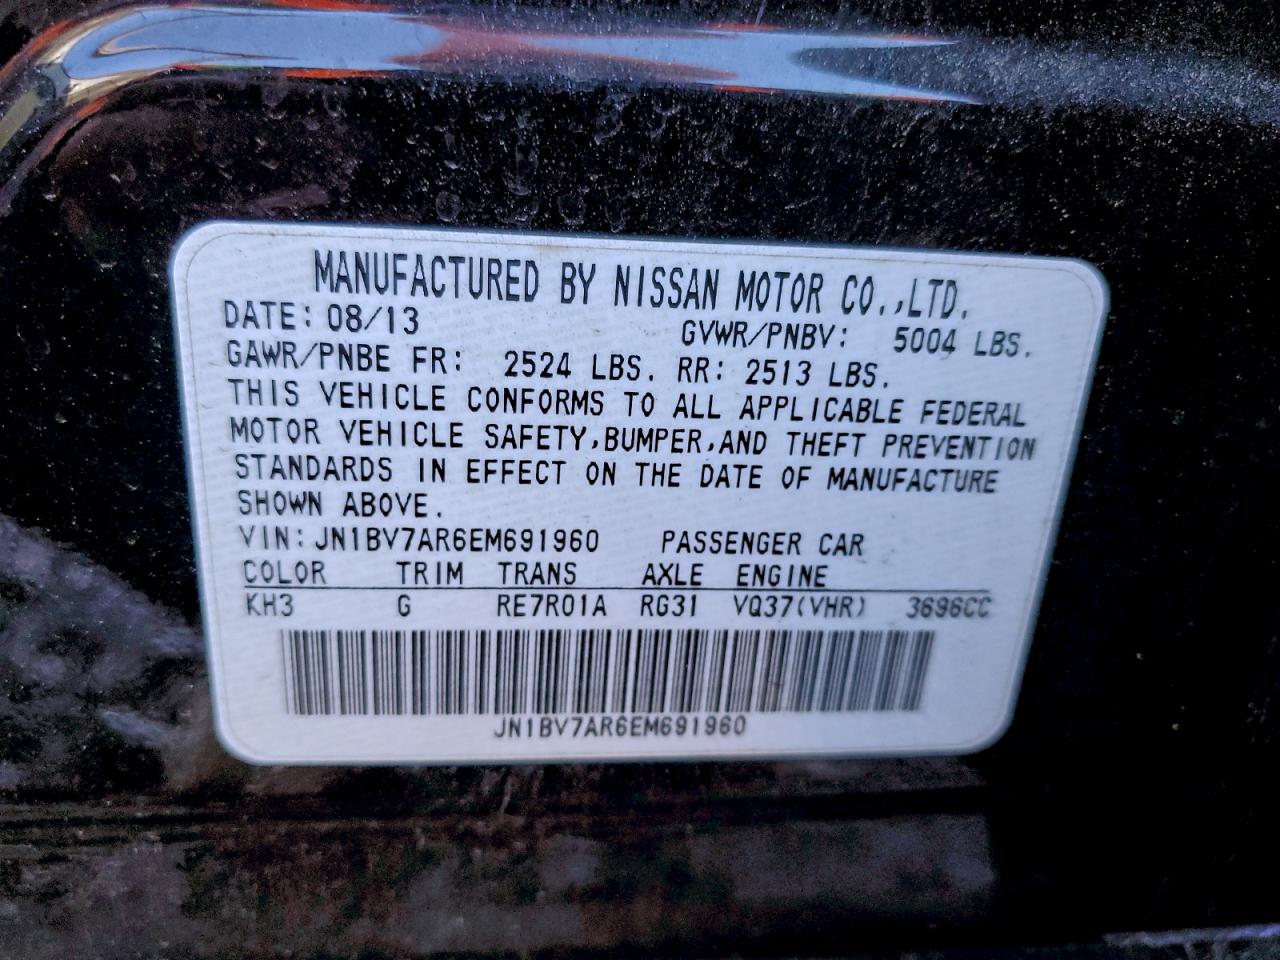 MANUFACTURED BY NISSAN MOTOR CO.,LTD.
DATE: 08/13 GVWR/PNBV: 5004 LBS.
GAWR/PNBE FR: 2524 LBS. RR: 2513 LBS.
THIS VEHICLE CONFORMS TO ALL APPLICABLE FEDERAL
MOTOR VEHICLE SAFETY,BUMPER,AND THEFT PREVENTION
STANDARDS IN EFFECT ON THE DATE OF MANUFACTURE
SHOWN ABOVE.
VIN: JN1BV7AR6EM691960 PASSENGER CAR
COLOR TRIM TRANS AXLE ENGINE
KH3 G RE7R01A RG31 VQ37(VHR) 3696CC
JN1BV7AR6EM691960